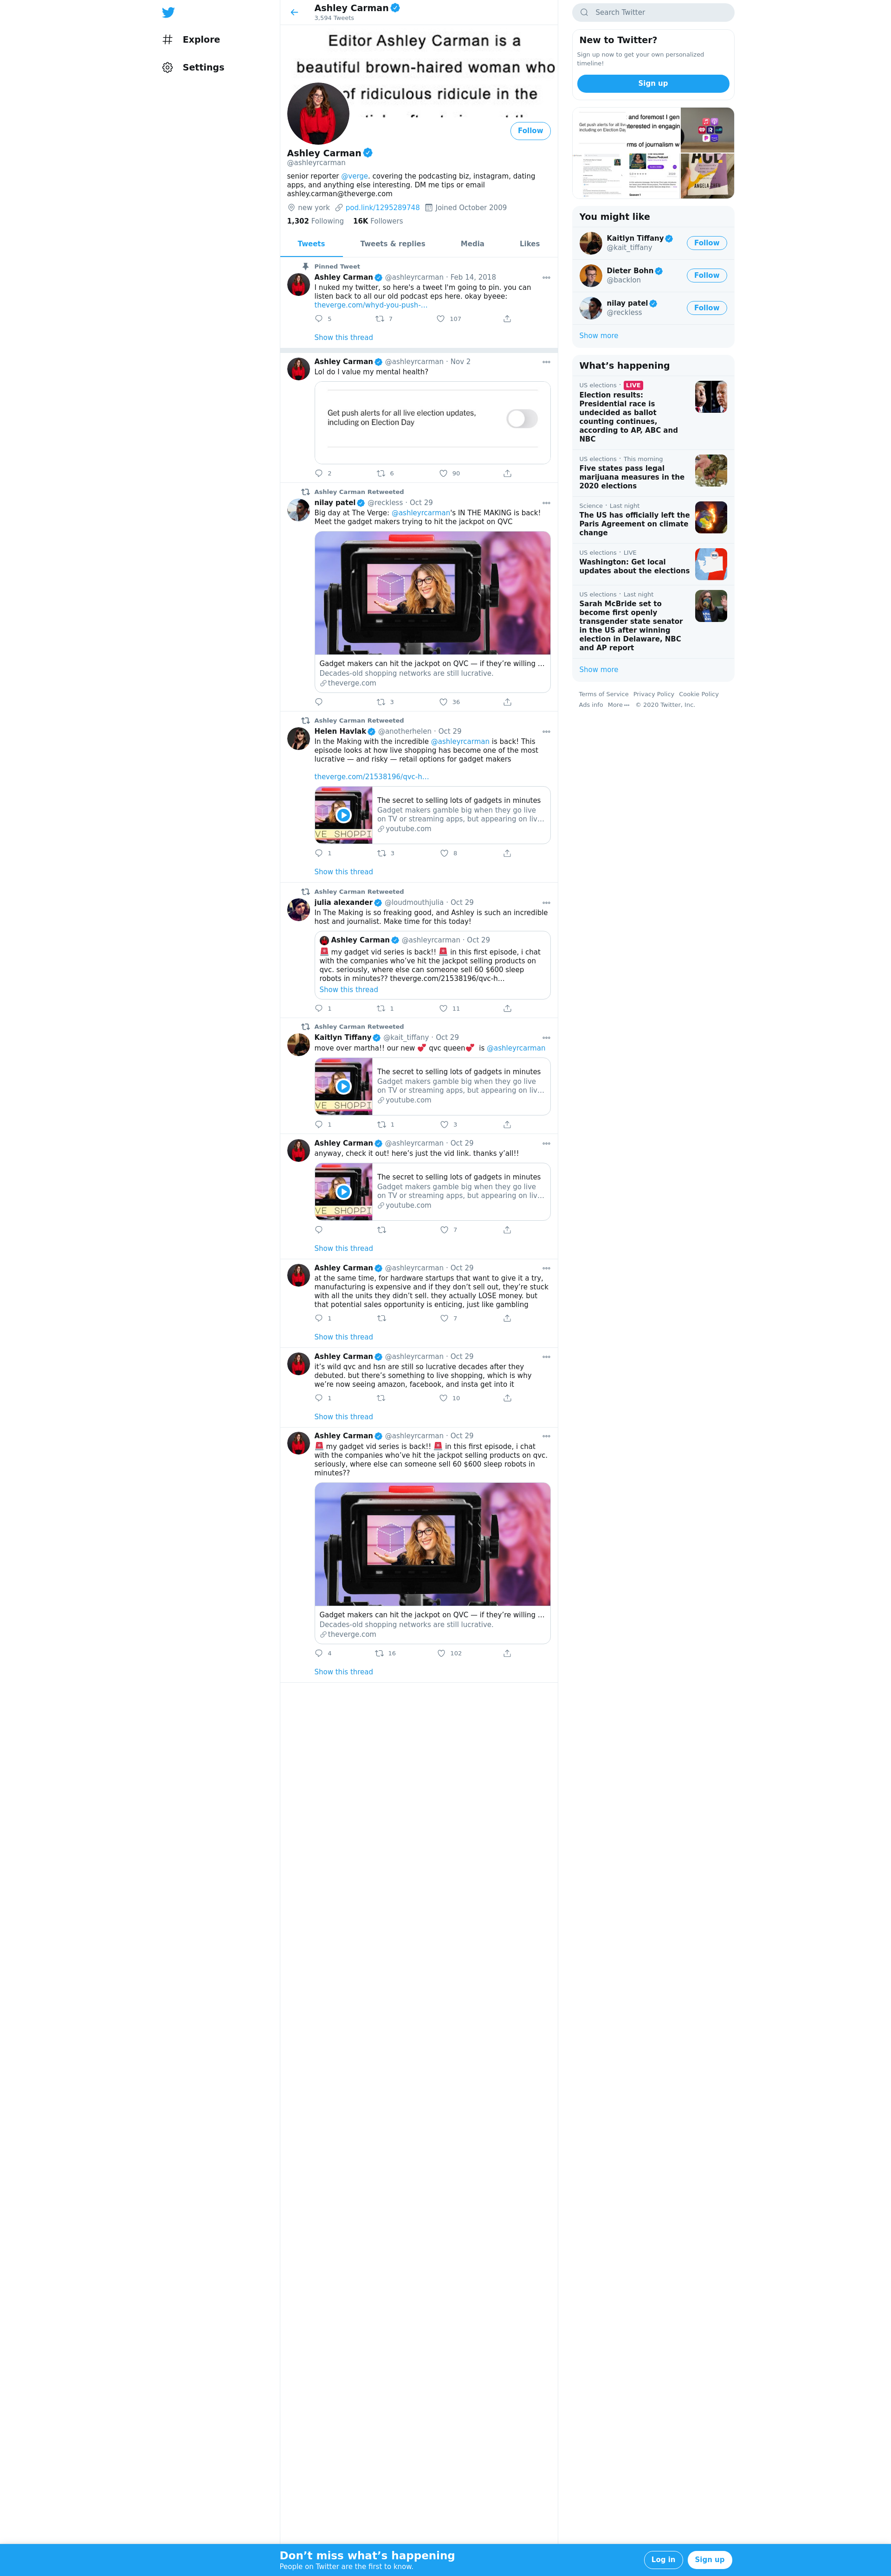 Explore
Settings
Ashley Carman
3,594 Tweets
Editor Ashley Carman is a
beautiful brown-haired woman who
of ridiculous ridicule in the
Follow
Ashley Carman
@ashleyrcarman
senior reporter @verge. covering the podcasting biz, instagram, dating
apps, and anything else interesting. DM me tips or email
ashley.carman@theverge.com
new york pod.link/1295289748 Joined October 2009
1,302 Following 16K Followers
Tweets Tweets & replies Media Likes
Pinned Tweet
Ashley Carman @ashleyrcarman · Feb 14, 2018
I nuked my twitter, so here's a tweet I'm going to pin. you can
listen back to all our old podcast eps here. okay byeee:
theverge.com/whyd-you-push-…
5 7 107
Show this thread
Ashley Carman @ashleyrcarman · Nov 2
Lol do I value my mental health?
Get push alerts for all live election updates,
including on Election Day
2 6 90
Ashley Carman Retweeted
nilay patel @reckless · Oct 29
Big day at The Verge: @ashleyrcarman's IN THE MAKING is back!
Meet the gadget makers trying to hit the jackpot on QVC
Gadget makers can hit the jackpot on QVC — if they’re willing ...
Decades-old shopping networks are still lucrative.
theverge.com
3 36
Ashley Carman Retweeted
Helen Havlak @anotherhelen · Oct 29
In the Making with the incredible @ashleyrcarman is back! This
episode looks at how live shopping has become one of the most
lucrative — and risky — retail options for gadget makers
theverge.com/21538196/qvc-h…
VE SHOPPI
The secret to selling lots of gadgets in minutes
Gadget makers gamble big when they go live
on TV or streaming apps, but appearing on liv...
youtube.com
1 3 8
Show this thread
Ashley Carman Retweeted
julia alexander @loudmouthjulia · Oct 29
In The Making is so freaking good, and Ashley is such an incredible
host and journalist. Make time for this today!
Ashley Carman @ashleyrcarman · Oct 29
🚨 my gadget vid series is back!! 🚨 in this first episode, i chat
with the companies who’ve hit the jackpot selling products on
qvc. seriously, where else can someone sell 60 $600 sleep
robots in minutes?? theverge.com/21538196/qvc-h…
Show this thread
1 1 11
Ashley Carman Retweeted
Kaitlyn Tiffany @kait_tiffany · Oct 29
move over martha!! our new 💞 qvc queen💞 is @ashleyrcarman
VE SHOPPI
The secret to selling lots of gadgets in minutes
Gadget makers gamble big when they go live
on TV or streaming apps, but appearing on liv...
youtube.com
1 1 3
Ashley Carman @ashleyrcarman · Oct 29
anyway, check it out! here’s just the vid link. thanks y’all!!
VE SHOPPI
The secret to selling lots of gadgets in minutes
Gadget makers gamble big when they go live
on TV or streaming apps, but appearing on liv...
youtube.com
7
Show this thread
Ashley Carman @ashleyrcarman · Oct 29
at the same time, for hardware startups that want to give it a try,
manufacturing is expensive and if they don’t sell out, they’re stuck
with all the units they didn’t sell. they actually LOSE money. but
that potential sales opportunity is enticing, just like gambling
1 7
Show this thread
Ashley Carman @ashleyrcarman · Oct 29
it’s wild qvc and hsn are still so lucrative decades after they
debuted. but there’s something to live shopping, which is why
we’re now seeing amazon, facebook, and insta get into it
1 10
Show this thread
Ashley Carman @ashleyrcarman · Oct 29
🚨 my gadget vid series is back!! 🚨 in this first episode, i chat
with the companies who’ve hit the jackpot selling products on qvc.
seriously, where else can someone sell 60 $600 sleep robots in
minutes??
Gadget makers can hit the jackpot on QVC — if they’re willing ...
Decades-old shopping networks are still lucrative.
theverge.com
4 16 102
Show this thread
Search Twitter
New to Twitter?
Sign up now to get your own personalized
timeline!
Sign up
Get push alerts for all live
including on Election Day
and foremost I gen
terested in engagin
rms of journalism w
You might like
Kaitlyn Tiffany
@kait_tiffany
Follow
Dieter Bohn
@backlon
Follow
nilay patel
@reckless
Follow
Show more
What’s happening
US elections · LIVE
Election results:
Presidential race is
undecided as ballot
counting continues,
according to AP, ABC and
NBC
US elections · This morning
Five states pass legal
marijuana measures in the
2020 elections
Science · Last night
The US has officially left the
Paris Agreement on climate
change
US elections · LIVE
Washington: Get local
updates about the elections
US elections · Last night
Sarah McBride set to
become first openly
transgender state senator
in the US after winning
election in Delaware, NBC
and AP report
Show more
Terms of Service Privacy Policy Cookie Policy
Ads info More © 2020 Twitter, Inc.
Don’t miss what’s happening
People on Twitter are the first to know.
Log in
Sign up